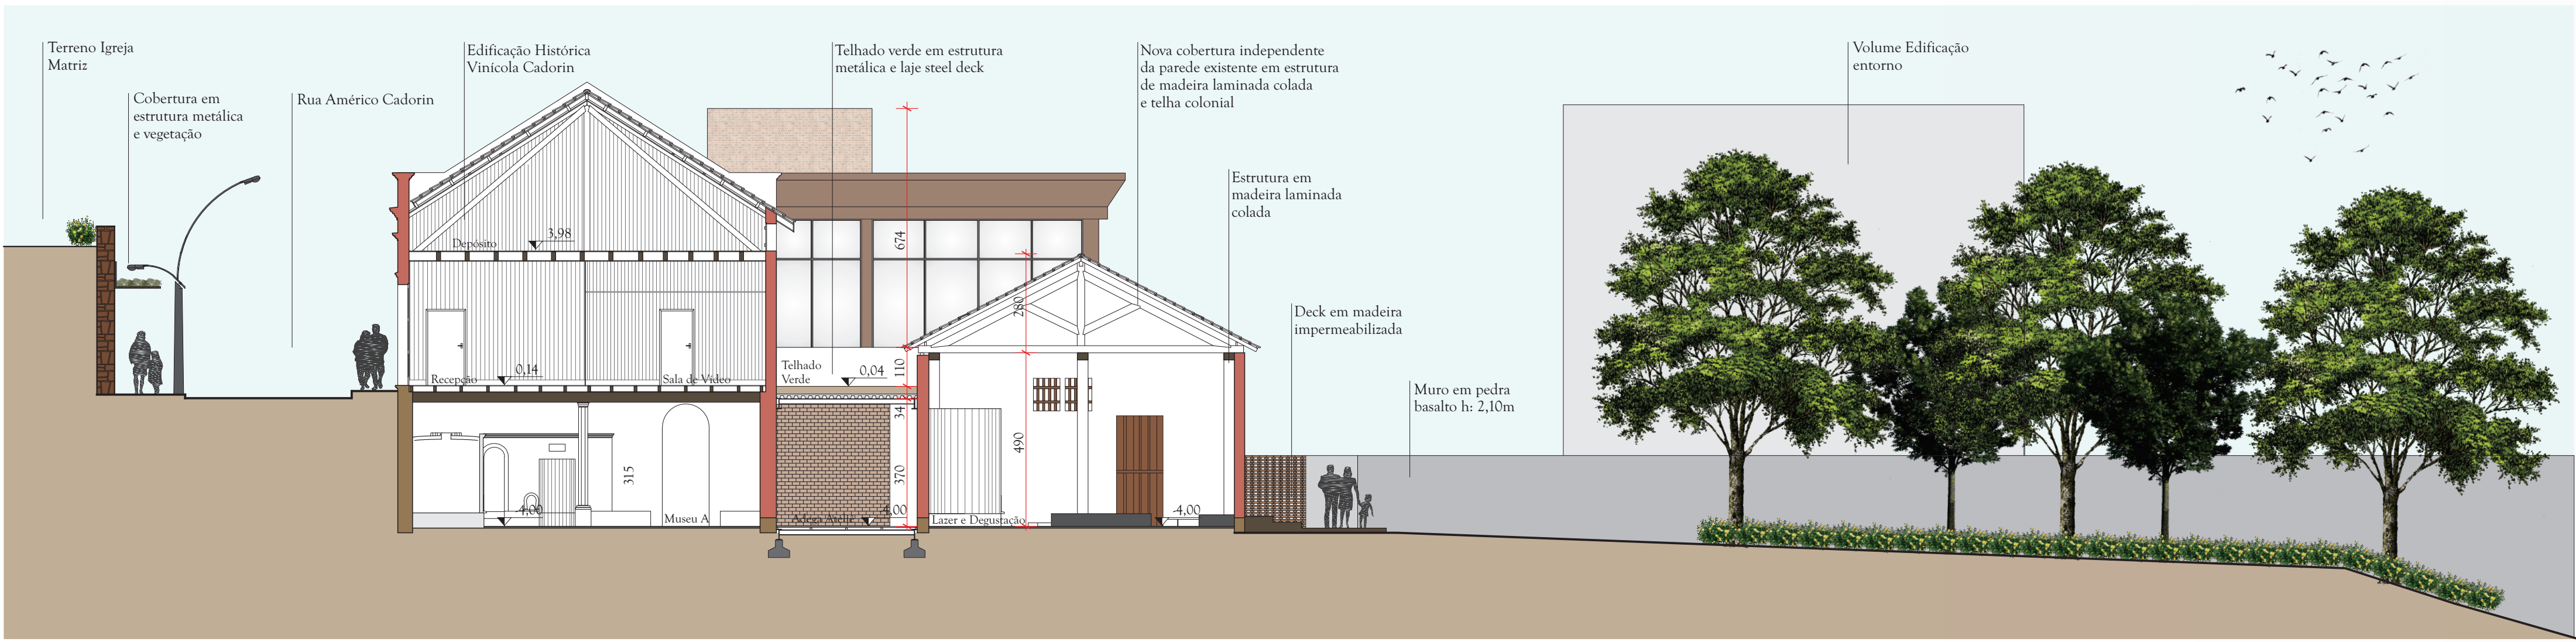 Terreno Igreja
Matriz
Cobertura em
estrutura metálica
e vegetação
Rua Américo Cadorin
Edificação Histórica
Vinícola Cadorin
Telhado verde em estrutura
metálica e laje steel deck
Nova cobertura independente
da parede existente em estrutura
de madeira laminada colada
e telha colonial
Estrutura em
madeira laminada
colada
Volume Edificação
entorno
Deck em madeira
impermeabilizada
Muro em pedra
basalto h: 2,10m
Depósito
3,98
674
280
Recepção
0,14
Sala de Vídeo
Telhado
Verde
0,04
110
34
370
490
315
-4,00
Museu A
-4,00
Lazer e Degustação
-4,00